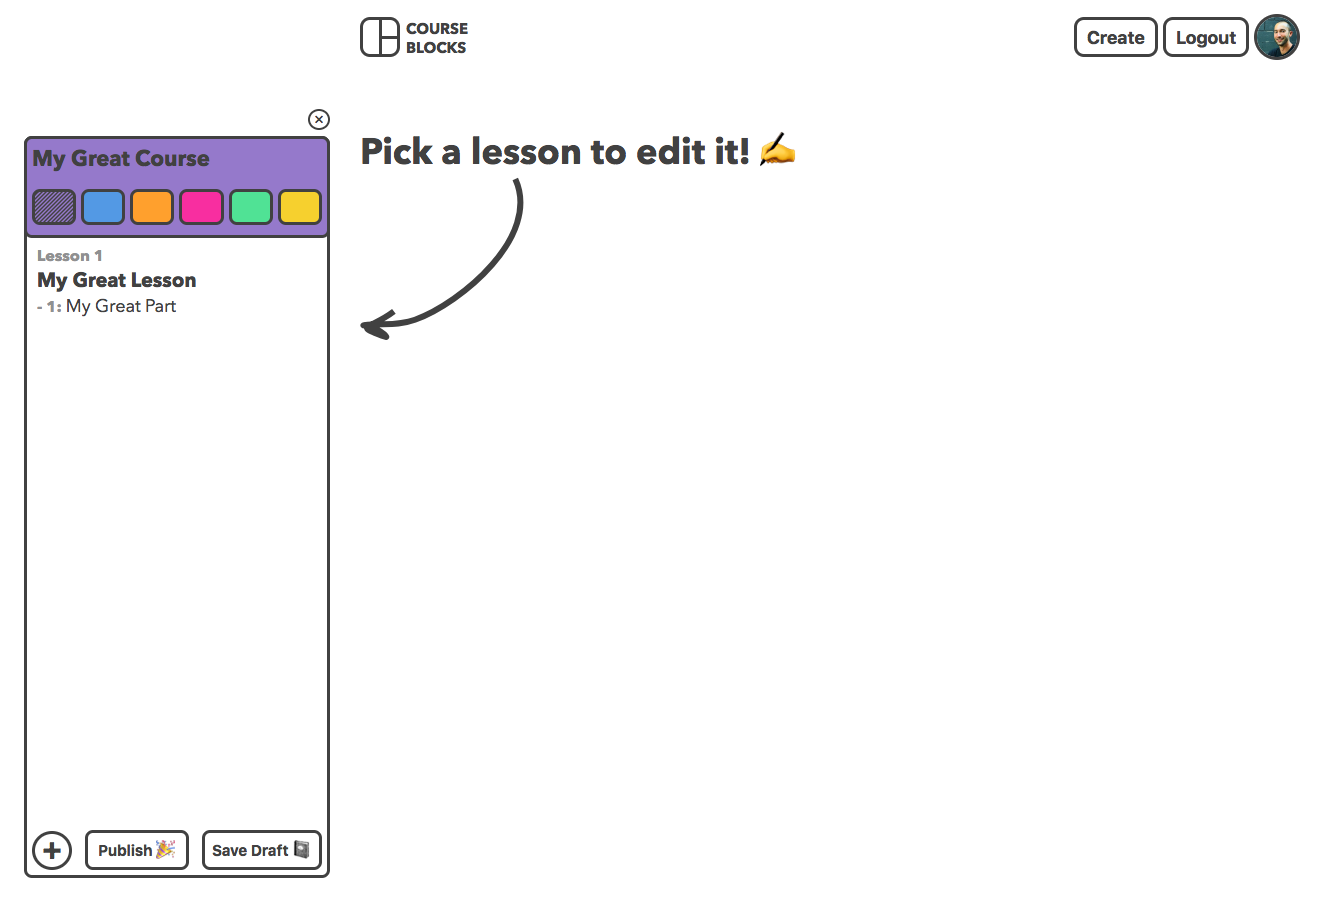 COURSE
BLOCKS
Create
Logout
My Great Course
Pick a lesson to edit it! ✍️
Lesson 1
My Great Lesson
- 1: My Great Part
Publish 🎉
Save Draft 📓